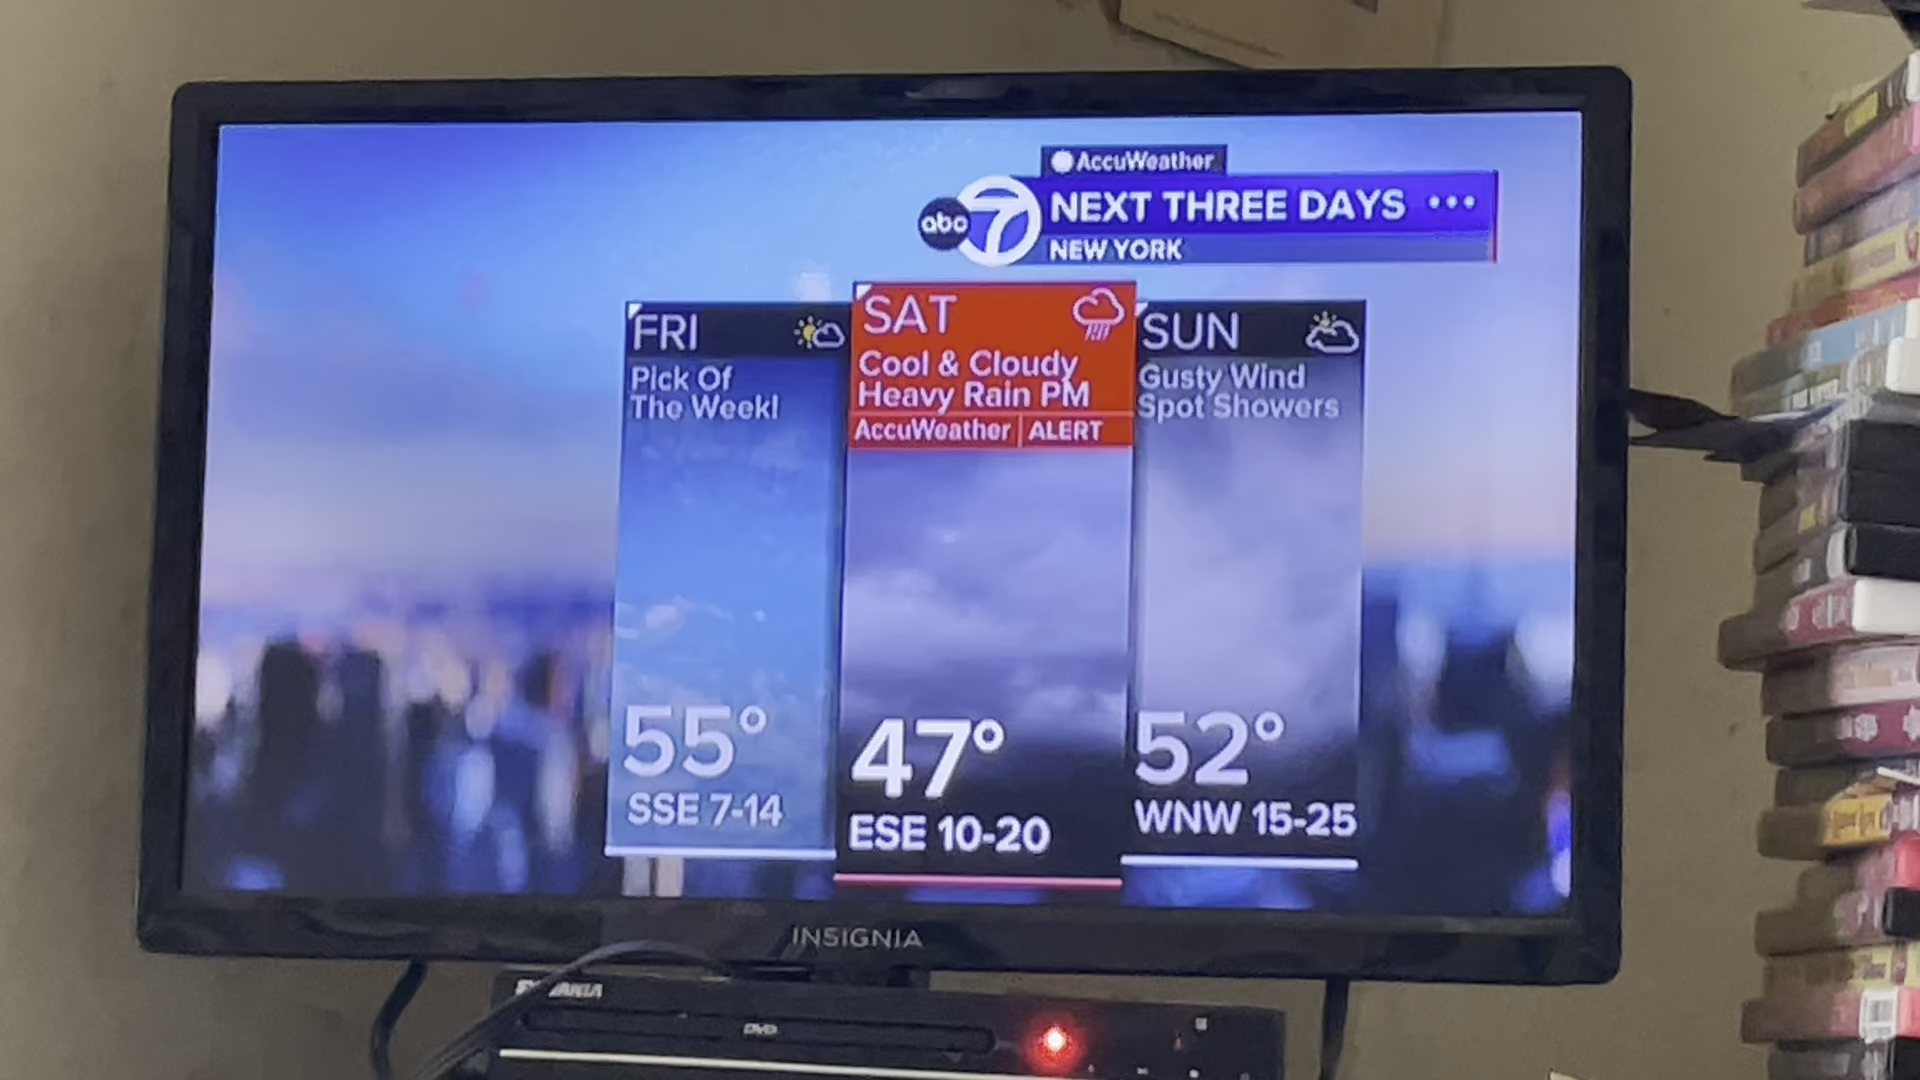 AccuWeather
abc 7 NEXT THREE DAYS
NEW YORK
FRI
Pick Of
The Week!
55°
SSE 7-14
SAT
Cool & Cloudy
Heavy Rain PM
AccuWeather | ALERT
47°
ESE 10-20
SUN
Gusty Wind
Spot Showers
52°
WNW 15-25
INSIGNIA
SYLVANIA
DVD